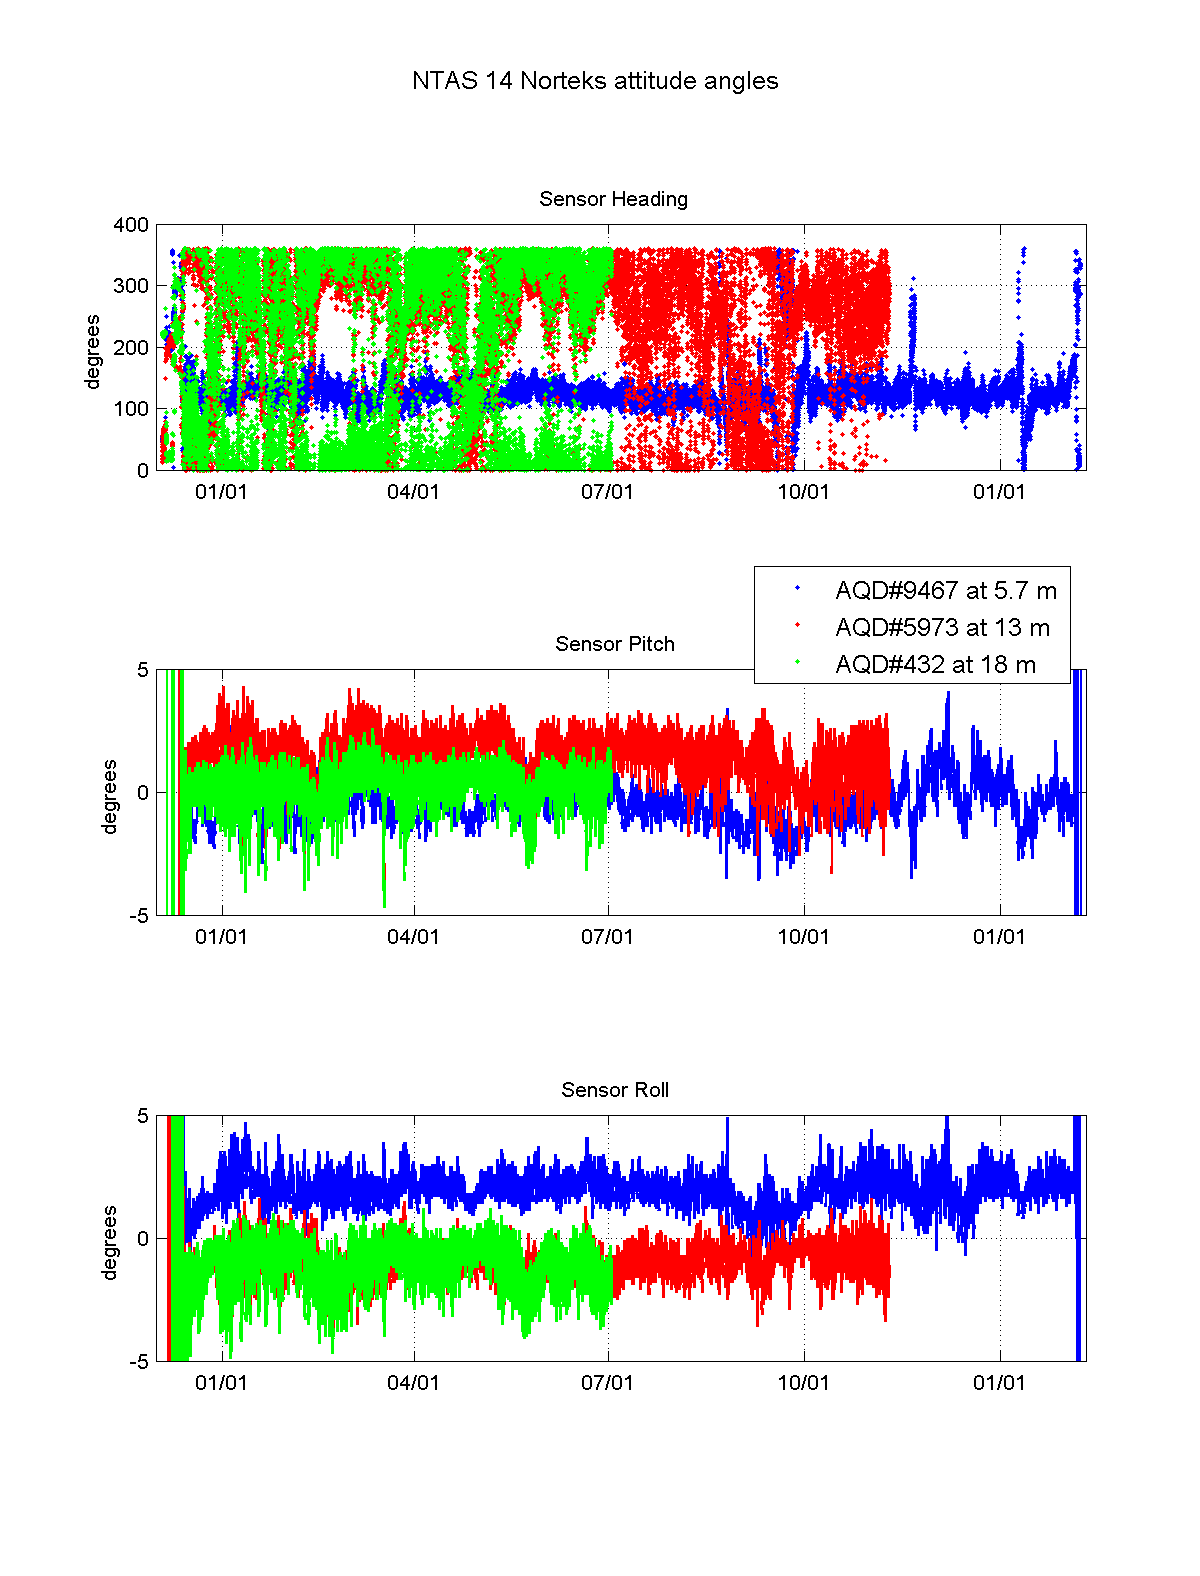 NTAS 14 Norteks attitude angles
Sensor Heading
400
300
200
100
0
degrees
01/01
04/01
07/01
10/01
01/01
AQD#9467 at 5.7 m
AQD#5973 at 13 m
AQD#432 at 18 m
Sensor Pitch
5
0
-5
degrees
01/01
04/01
07/01
10/01
01/01
Sensor Roll
5
0
-5
degrees
01/01
04/01
07/01
10/01
01/01